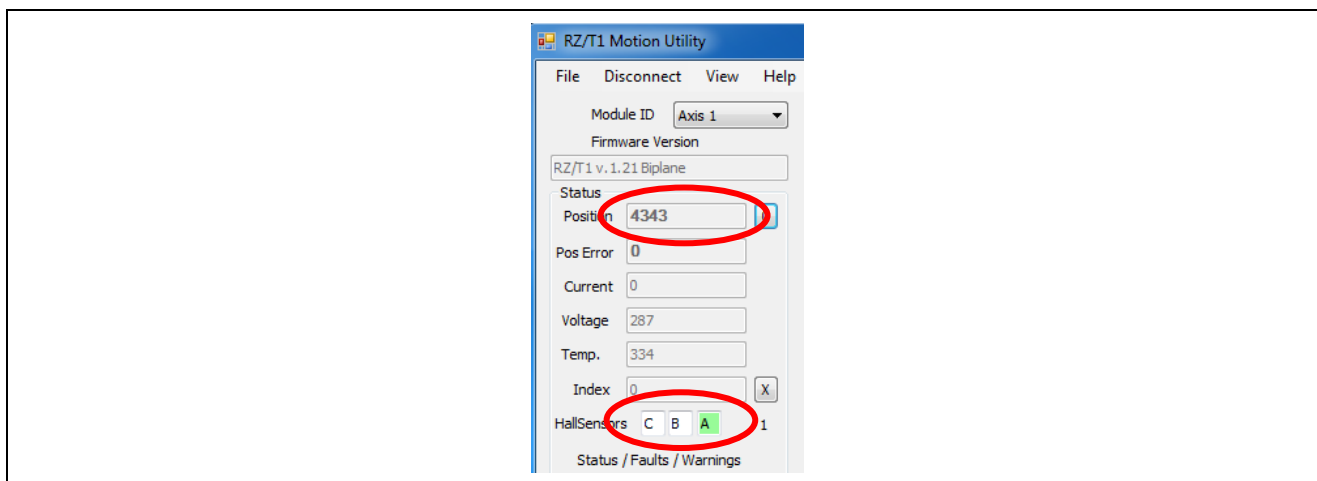 RZ/T1 Motion Utility
File Disconnect View Help
Module ID Axis 1
Firmware Version
RZ/T1 v.1.21 Biplane
Status
Position 4343
Pos Error 0
Current 0
Voltage 287
Temp. 334
Index 0 X
HallSensors C B A 1
Status / Faults / Warnings